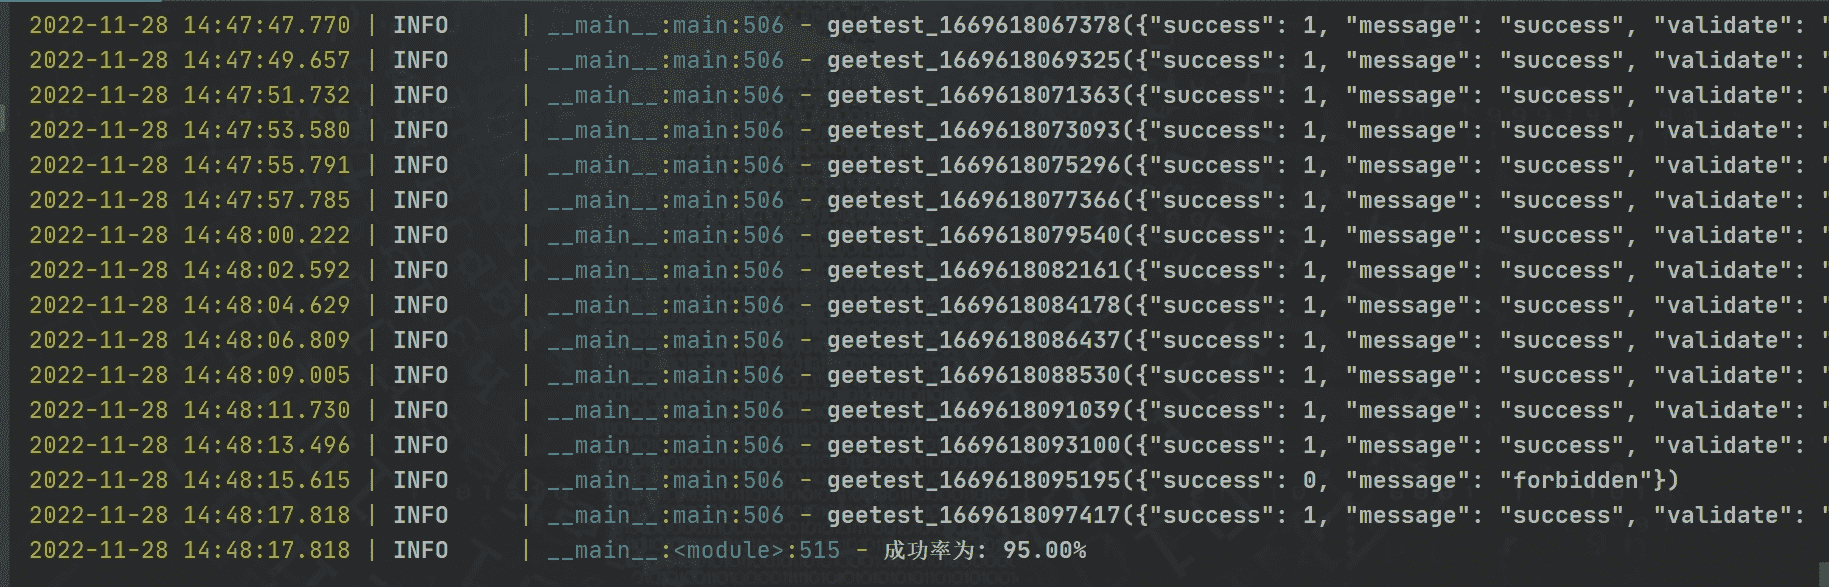 2022-11-28 14:47:47.770 | INFO     | __main__:main:506 - geetest_1669618067378({"success": 1, "message": "success", "validate": "
2022-11-28 14:47:49.657 | INFO     | __main__:main:506 - geetest_1669618069325({"success": 1, "message": "success", "validate": "
2022-11-28 14:47:51.732 | INFO     | __main__:main:506 - geetest_1669618071363({"success": 1, "message": "success", "validate": "
2022-11-28 14:47:53.580 | INFO     | __main__:main:506 - geetest_1669618073093({"success": 1, "message": "success", "validate": "
2022-11-28 14:47:55.791 | INFO     | __main__:main:506 - geetest_1669618075296({"success": 1, "message": "success", "validate": "
2022-11-28 14:47:57.785 | INFO     | __main__:main:506 - geetest_1669618077366({"success": 1, "message": "success", "validate": "
2022-11-28 14:48:00.222 | INFO     | __main__:main:506 - geetest_1669618079540({"success": 1, "message": "success", "validate": "
2022-11-28 14:48:02.592 | INFO     | __main__:main:506 - geetest_1669618082161({"success": 1, "message": "success", "validate": "
2022-11-28 14:48:04.629 | INFO     | __main__:main:506 - geetest_1669618084178({"success": 1, "message": "success", "validate": "
2022-11-28 14:48:06.809 | INFO     | __main__:main:506 - geetest_1669618086437({"success": 1, "message": "success", "validate": "
2022-11-28 14:48:09.005 | INFO     | __main__:main:506 - geetest_1669618088530({"success": 1, "message": "success", "validate": "
2022-11-28 14:48:11.730 | INFO     | __main__:main:506 - geetest_1669618091039({"success": 1, "message": "success", "validate": "
2022-11-28 14:48:13.496 | INFO     | __main__:main:506 - geetest_1669618093100({"success": 1, "message": "success", "validate": "
2022-11-28 14:48:15.615 | INFO     | __main__:main:506 - geetest_1669618095195({"success": 0, "message": "forbidden"})
2022-11-28 14:48:17.818 | INFO     | __main__:main:506 - geetest_1669618097417({"success": 1, "message": "success", "validate": "
2022-11-28 14:48:17.818 | INFO     | __main__:<module>:515 - 成功率为: 95.00%